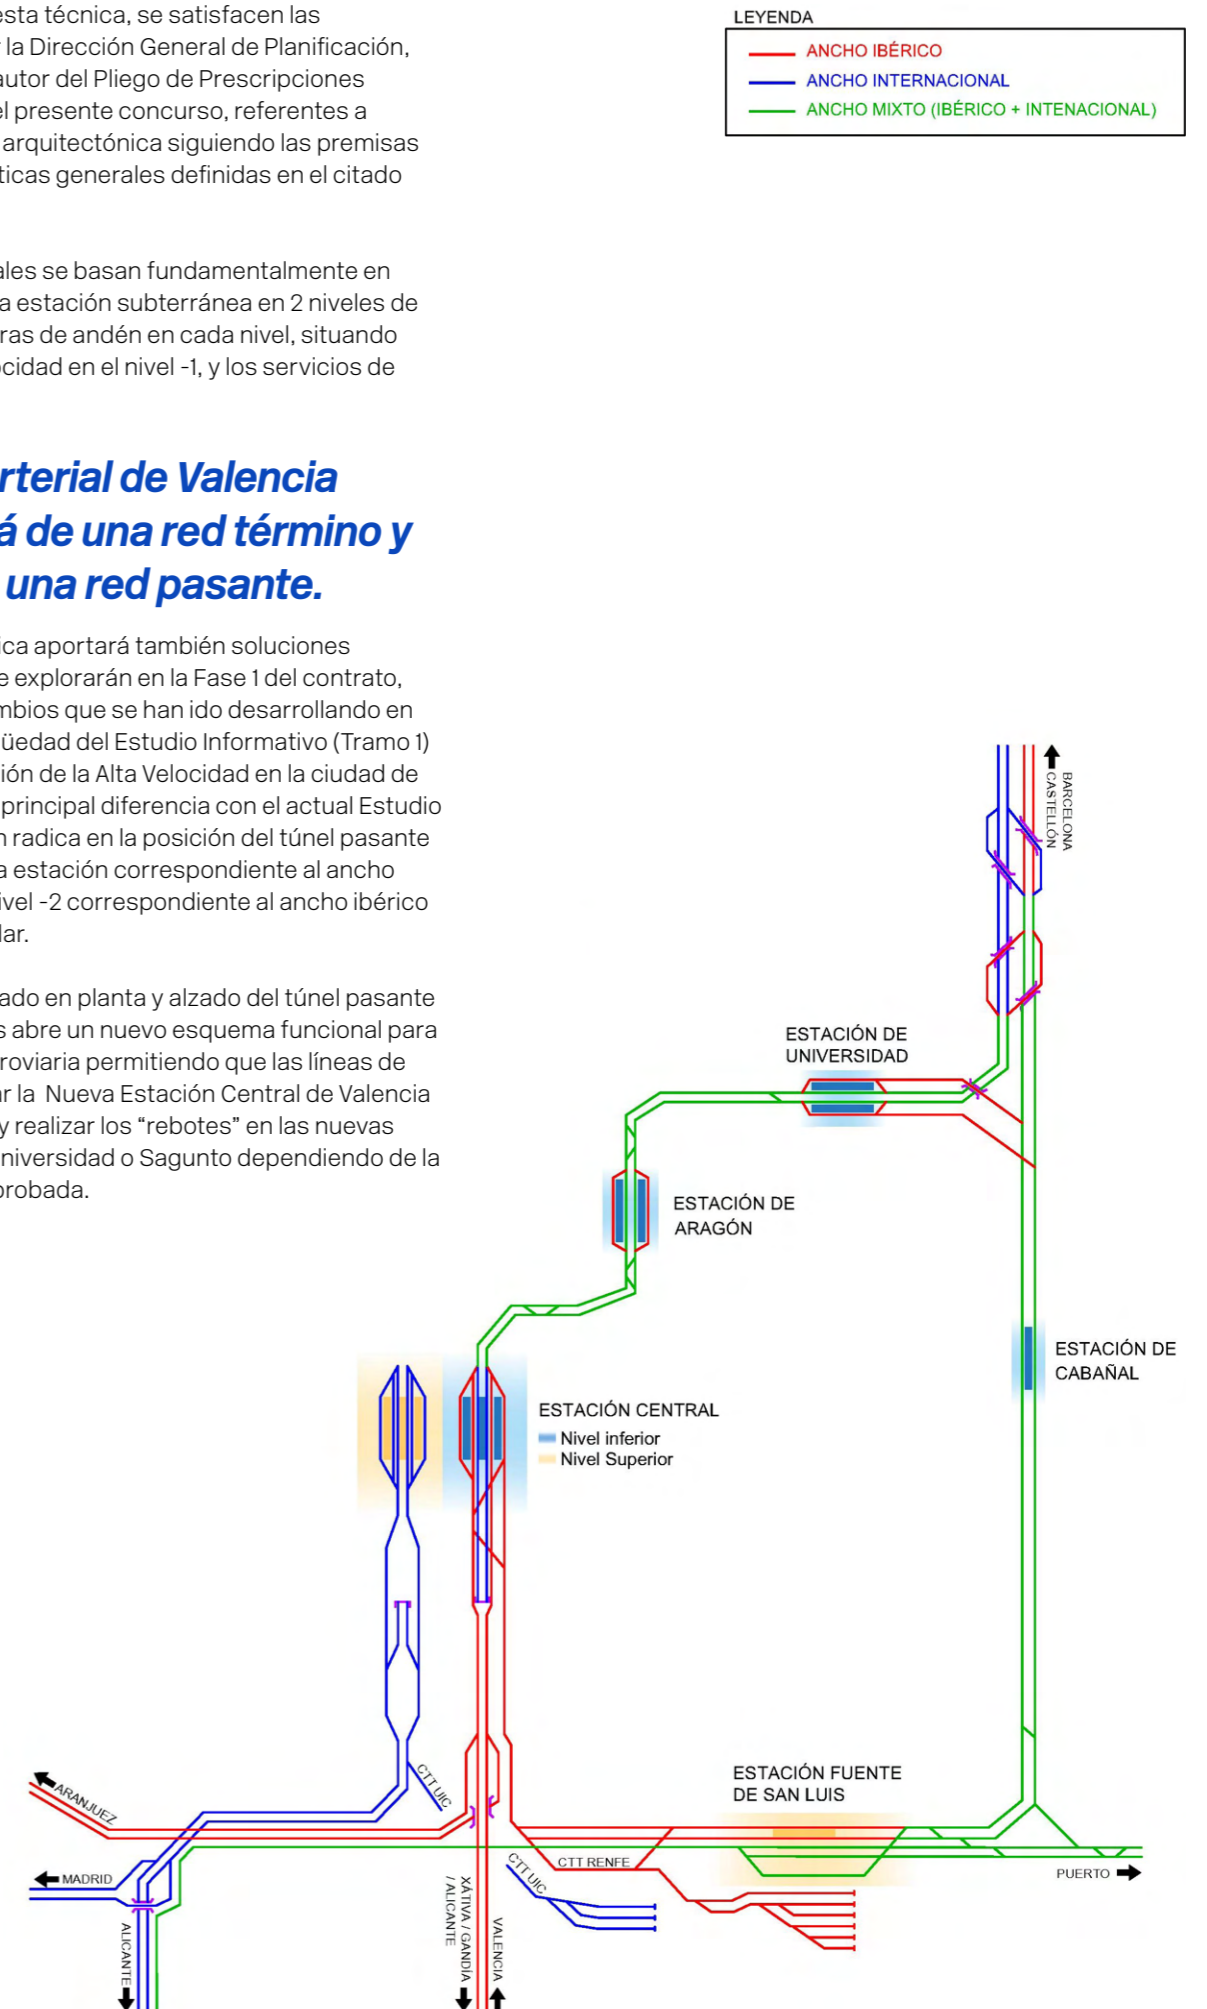 esta técnica, se satisfacen las
la Dirección General de Planificación,
autor del Pliego de Prescripciones
el presente concurso, referentes a
arquitectónica siguiendo las premisas
ticas generales definidas en el citado
ales se basan fundamentalmente en
a estación subterránea en 2 niveles de
ras de andén en cada nivel, situando
ocidad en el nivel -1, y los servicios de
rterial de Valencia
á de una red término y
una red pasante.
ica aportará también soluciones
e explorarán en la Fase 1 del contrato,
mbios que se han ido desarrollando en
üedad del Estudio Informativo (Tramo 1)
ión de la Alta Velocidad en la ciudad de
principal diferencia con el actual Estudio
n radica en la posición del túnel pasante
a estación correspondiente al ancho
ivel -2 correspondiente al ancho ibérico
lar.
ado en planta y alzado del túnel pasante
s abre un nuevo esquema funcional para
roviaria permitiendo que las líneas de
ar la Nueva Estación Central de Valencia
y realizar los “rebotes” en las nuevas
niversidad o Sagunto dependiendo de la
probada.
LEYENDA
ANCHO IBÉRICO
ANCHO INTERNACIONAL
ANCHO MIXTO (IBÉRICO + INTENACIONAL)
BARCELONA
CASTELLÓN
ESTACIÓN DE
UNIVERSIDAD
ESTACIÓN DE
ARAGÓN
ESTACIÓN DE
CABAÑAL
ESTACIÓN CENTRAL
Nivel inferior
Nivel Superior
CTT UIC
ESTACIÓN FUENTE
DE SAN LUIS
ARANJUEZ
MADRID
CTT UIC
CTT RENFE
PUERTO
ALICANTE
XÁTIVA / GANDÍA
/ ALICANTE
VALENCIA